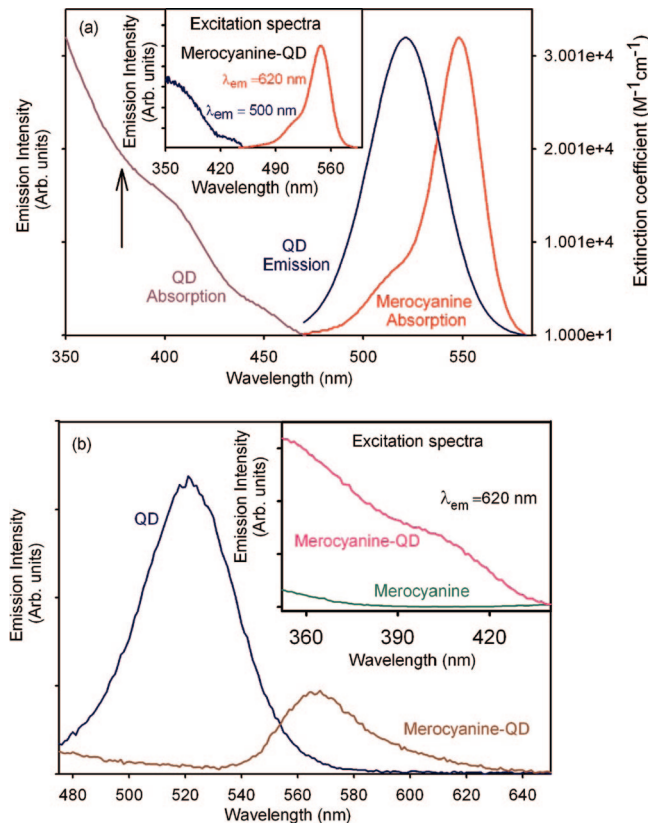 (a)
Excitation spectra
Merocyanine-QD
λem = 620 nm
λem = 500 nm
Emission Intensity
(Arb. units)
350 420 490 560
Wavelength (nm)
Emission Intensity
(Arb. units)
QD
Absorption
QD
Emission
Merocyanine
Absorption
3.001e+4
2.001e+4
1.001e+4
1.000e+1
Extinction coefficient (M⁻¹cm⁻¹)
350 400 450 500 550
Wavelength (nm)
(b)
QD
Excitation spectra
λem=620 nm
Merocyanine-QD
Merocyanine
Emission Intensity
(Arb. units)
360 390 420
Wavelength (nm)
Emission Intensity
(Arb. units)
Merocyanine-QD
480 500 520 540 560 580 600 620 640
Wavelength (nm)